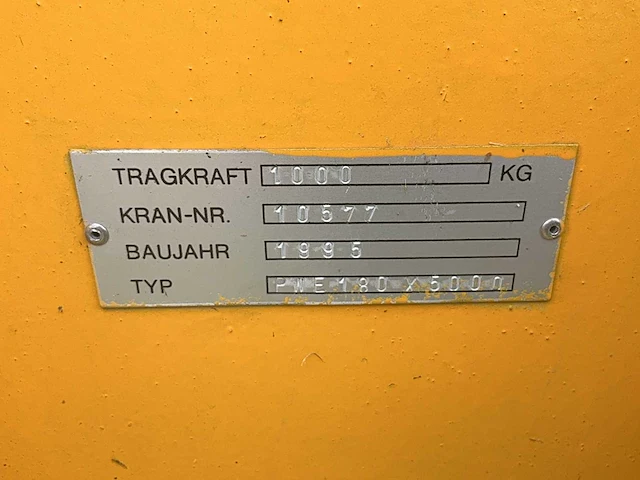 TRAGKRAFT 1000 KG
KRAN-NR. 10577
BAUJAHR 1995
TYP PWE180X5000